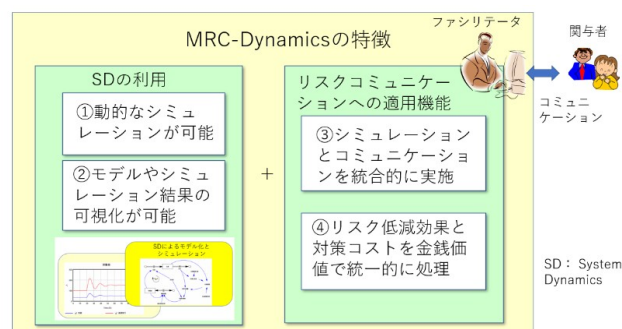 ファシリテータ
MRC-Dynamicsの特徴
関与者
SDの利用
①動的なシミュ
レーションが可能
②モデルやシミュ
レーション結果の
可視化が可能
SDによるモデル化と
シミュレーション
+
リスクコミュニケー
ションへの適用機能
③シミュレーション
とコミュニケーショ
ンを統合的に実施
④リスク低減効果と
対策コストを金銭価
値で統一的に処理
コミュニ
ケーション
SD： System
Dynamics